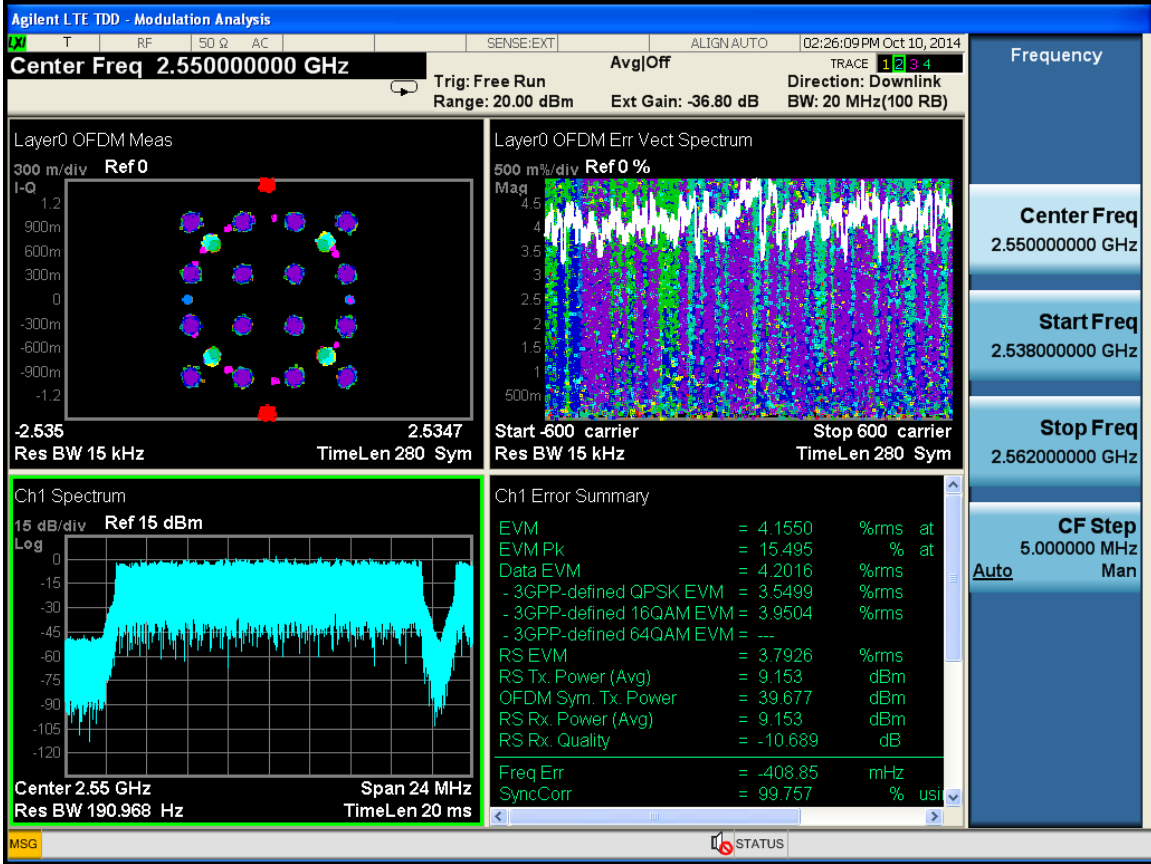 Agilent LTE TDD - Modulation Analysis
LXI T RF 50 Ω AC SENSE:EXT ALIGN AUTO 02:26:09 PM Oct 10, 2014
Center Freq 2.550000000 GHz
Trig: Free Run
Range: 20.00 dBm
Avg|Off
Ext Gain: -36.80 dB
TRACE 1 2 3 4
Direction: Downlink
BW: 20 MHz(100 RB)
Layer0 OFDM Meas
300 m/div Ref 0
I-Q
1.2
900m
600m
300m
0
-300m
-600m
-900m
-1.2
-2.535 2.5347
Res BW 15 kHz TimeLen 280 Sym
Layer0 OFDM Err Vect Spectrum
500 m%/div Ref 0 %
Mag
4.5
4
3.5
3
2.5
2
1.5
1
500m
Start -600 carrier Stop 600 carrier
Res BW 15 kHz TimeLen 280 Sym
Ch1 Spectrum
15 dB/div Ref 15 dBm
Log
0
-15
-30
-45
-60
-75
-90
-105
-120
Center 2.55 GHz Span 24 MHz
Res BW 190.968 Hz TimeLen 20 ms
Ch1 Error Summary
EVM = 4.1550 %rms at
EVM Pk = 15.495 % at
Data EVM = 4.2016 %rms
- 3GPP-defined QPSK EVM = 3.5499 %rms
- 3GPP-defined 16QAM EVM = 3.9504 %rms
- 3GPP-defined 64QAM EVM = ---
RS EVM = 3.7926 %rms
RS Tx. Power (Avg) = 9.153 dBm
OFDM Sym. Tx. Power = 39.677 dBm
RS Rx. Power (Avg) = 9.153 dBm
RS Rx. Quality = -10.689 dB
Freq Err = -408.85 mHz
SyncCorr = 99.757 % usi
Frequency
Center Freq
2.550000000 GHz
Start Freq
2.538000000 GHz
Stop Freq
2.562000000 GHz
CF Step
5.000000 MHz
Auto Man
MSG STATUS